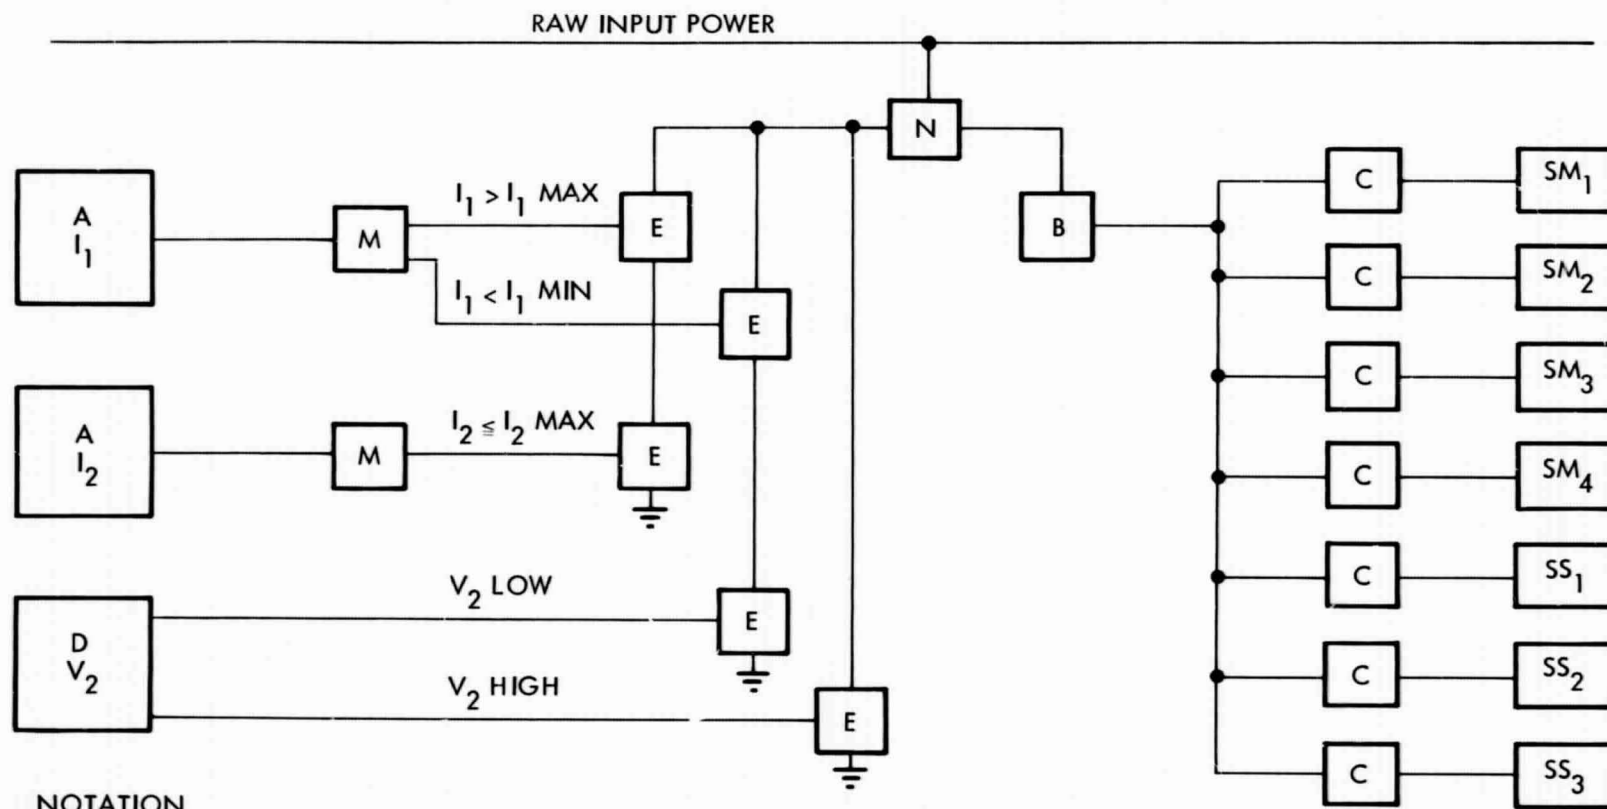 RAW INPUT POWER
N
A
I₁
M
I₁ > I₁ MAX
E
I₁ < I₁ MIN
E
A
I₂
M
I₂ ≦ I₂ MAX
E
D
V₂
V₂ LOW
E
V₂ HIGH
E
B
C
SM₁
C
SM₂
C
SM₃
C
SM₄
C
SS₁
C
SS₂
C
SS₃
NOTATION